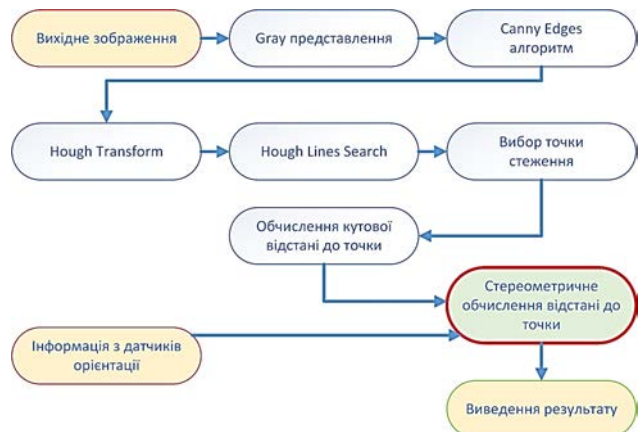 Вихідне зображення
Gray представлення
Canny Edges
алгоритм
Hough Transform
Hough Lines Search
Вибор точки
стеження
Обчислення кутової
відстані до точки
Стереометричне
обчислення відстані до
точки
Інформація з датчиків
орієнтації
Виведення результату